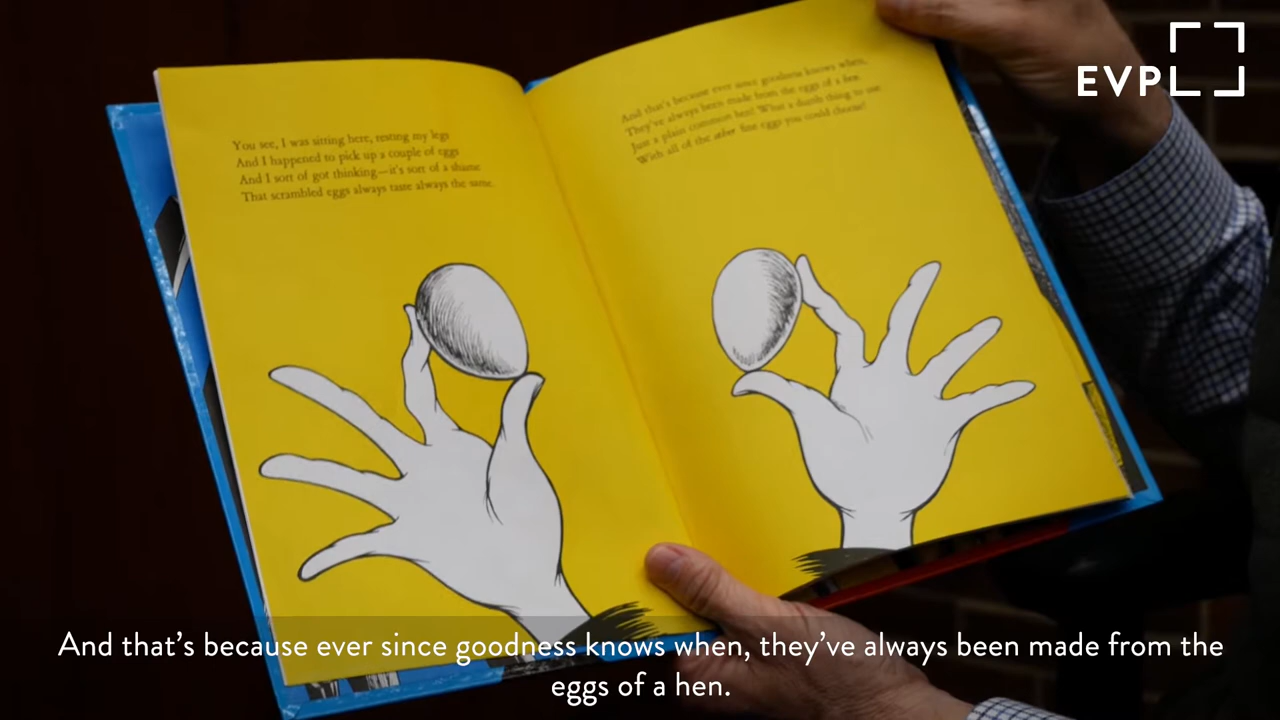 EVPL
You see, I was sitting here, resting my legs
And I happened to pick up a couple of eggs
And I sort of got thinking—it's sort of a shame
That scrambled eggs always taste always the same.
And that's because ever since goodness knows when,
They've always been made from the eggs of a hen.
Just a plain common hen! What a dumb thing to use
With all of the other fine eggs you could choose!
And that's because ever since goodness knows when, they've always been made from the
eggs of a hen.